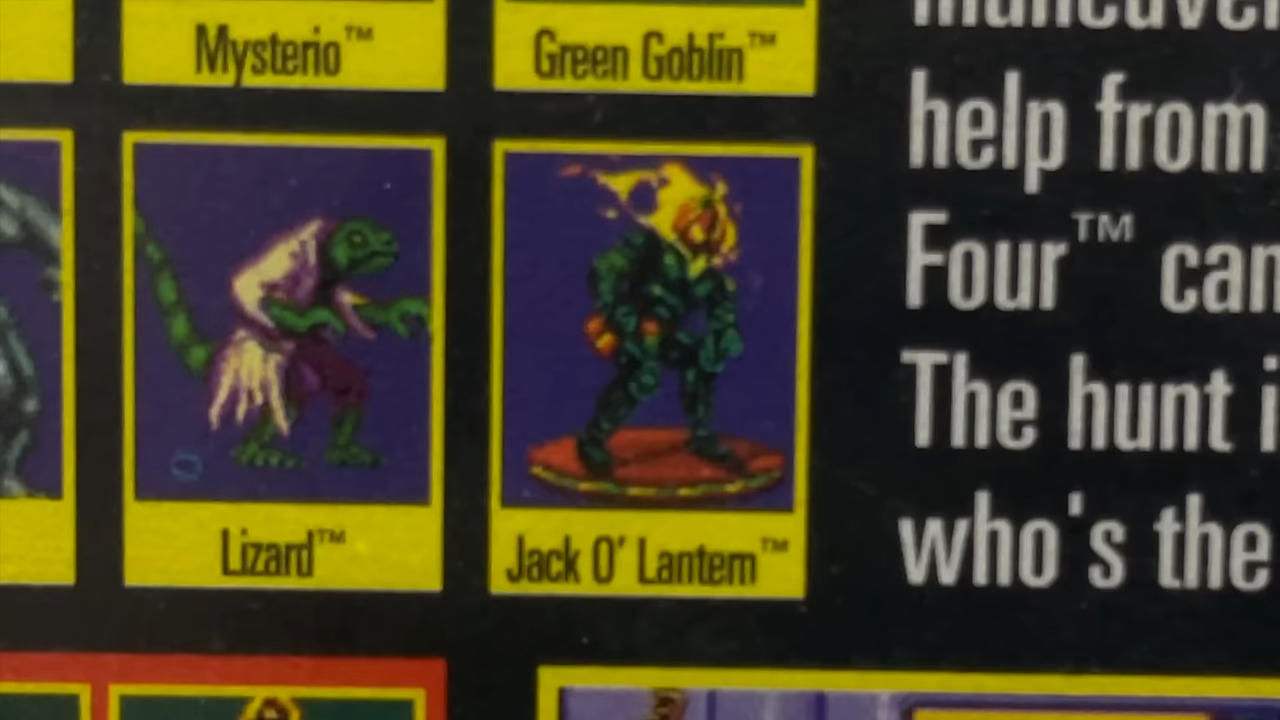 Mysterio™
Green Goblin™
help from
Four™ can
The hunt i
who's the
Lizard™
Jack O' Lantern™